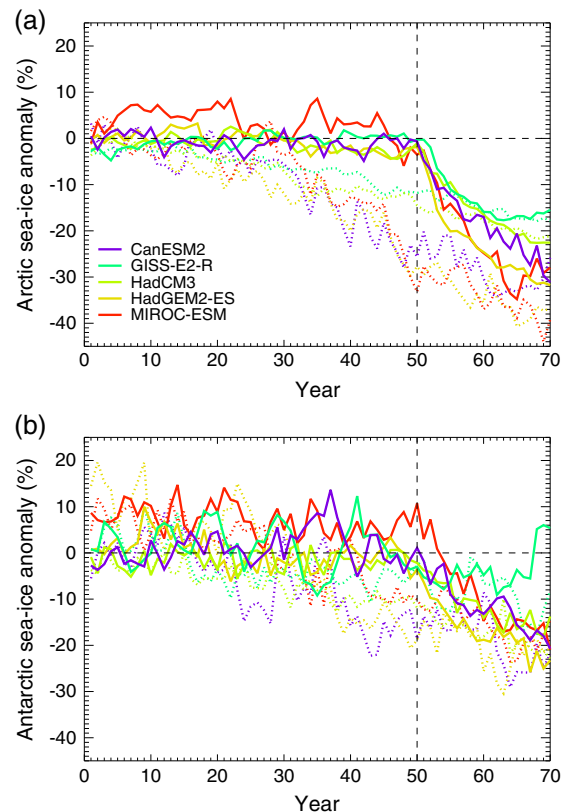 (a)
20
10
0
-10
-20
-30
-40
Arctic sea-ice anomaly (%)
CanESM2
GISS-E2-R
HadCM3
HadGEM2-ES
MIROC-ESM
0 10 20 30 40 50 60 70
Year
(b)
20
10
0
-10
-20
-30
-40
Antarctic sea-ice anomaly (%)
0 10 20 30 40 50 60 70
Year